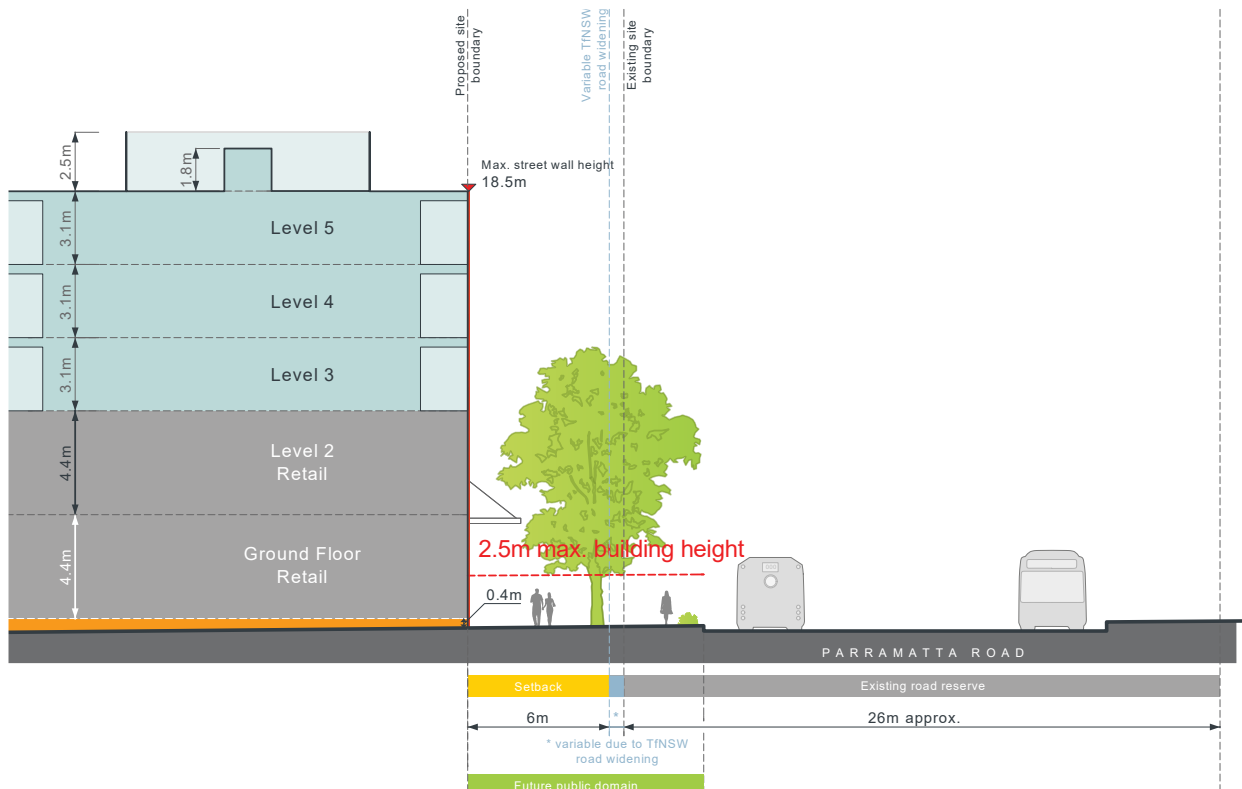 Proposed site
boundary
Variable TfNSW
road widening
Existing site
boundary
2.5m
1.8m
Max. street wall height
18.5m
3.1m
Level 5
3.1m
Level 4
3.1m
Level 3
4.4m
Level 2
Retail
4.4m
Ground Floor
Retail
2.5m max. building height
0.4m
PARRAMATTA ROAD
Setback
*
Existing road reserve
6m
26m approx.
* variable due to TfNSW
road widening
Future public domain